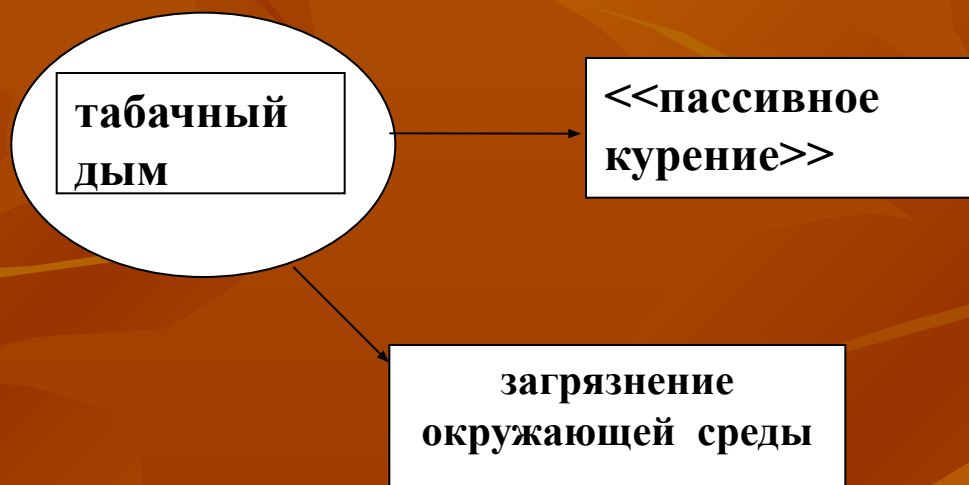 табачный
дым
<<пассивное
курение>>
загрязнение
окружающей среды